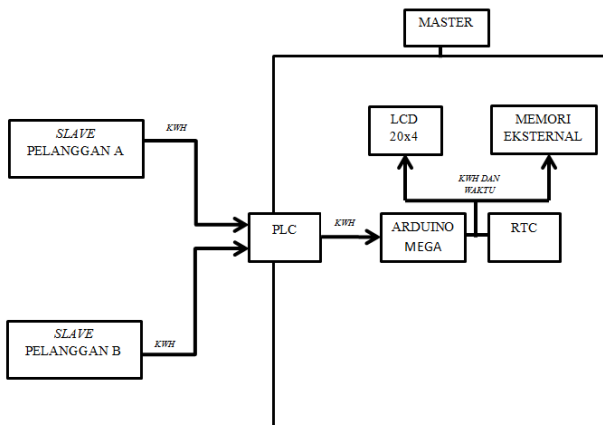 MASTER
LCD
20x4
MEMORI
EKSTERNAL
SLAVE
PELANGGAN A
KWH
KWH DAN
WAKTU
PLC
KWH
ARDUINO
MEGA
RTC
SLAVE
PELANGGAN B
KWH